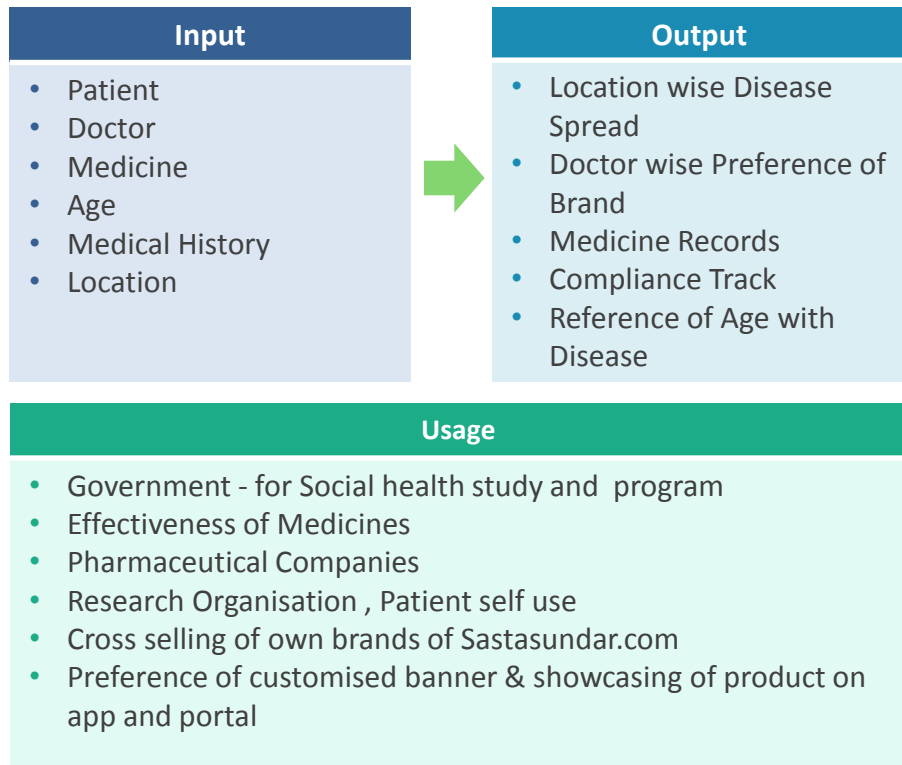 Input
• Patient
• Doctor
• Medicine
• Age
• Medical History
• Location
Output
• Location wise Disease
Spread
• Doctor wise Preference of
Brand
• Medicine Records
• Compliance Track
• Reference of Age with
Disease
Usage
• Government - for Social health study and program
• Effectiveness of Medicines
• Pharmaceutical Companies
• Research Organisation , Patient self use
• Cross selling of own brands of Sastasundar.com
• Preference of customised banner & showcasing of product on
app and portal